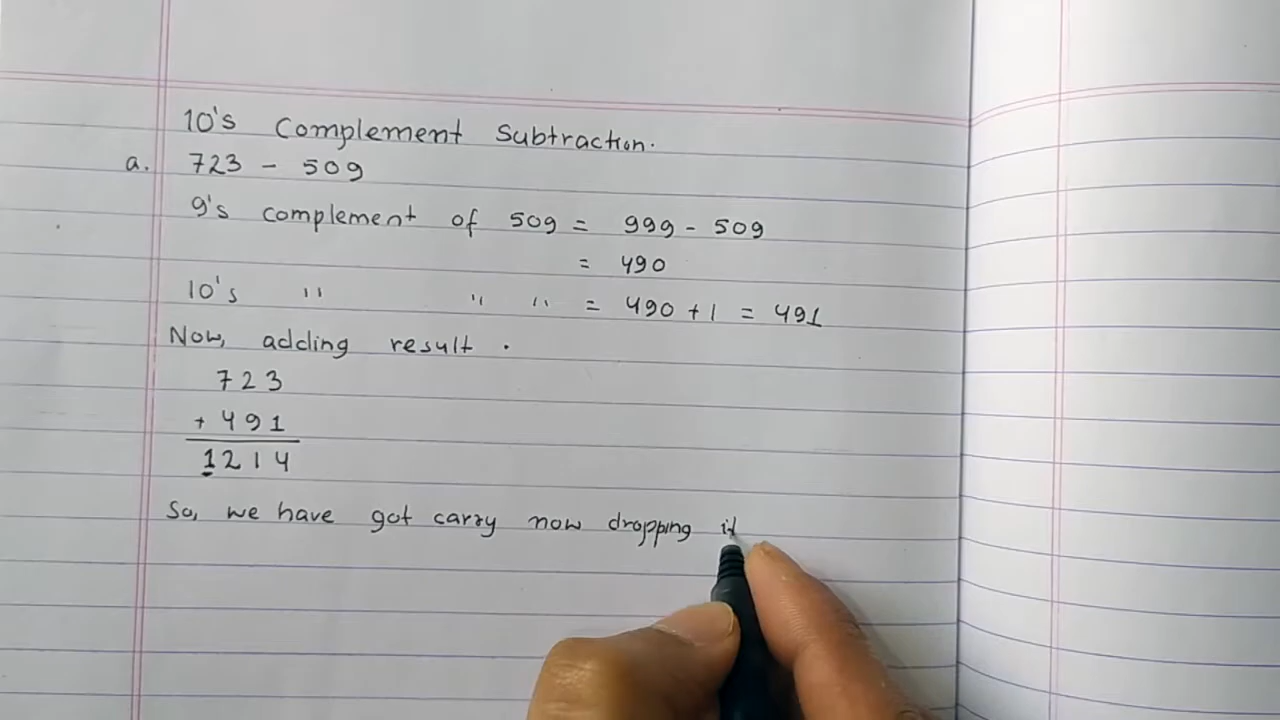 10's Complement Subtraction.
a. 723 - 509
9's complement of 509 = 999 - 509
= 490
10's " " " = 490 + 1 = 491
Now, adding result.
723
+ 491
1214
So, we have got carry now dropping it